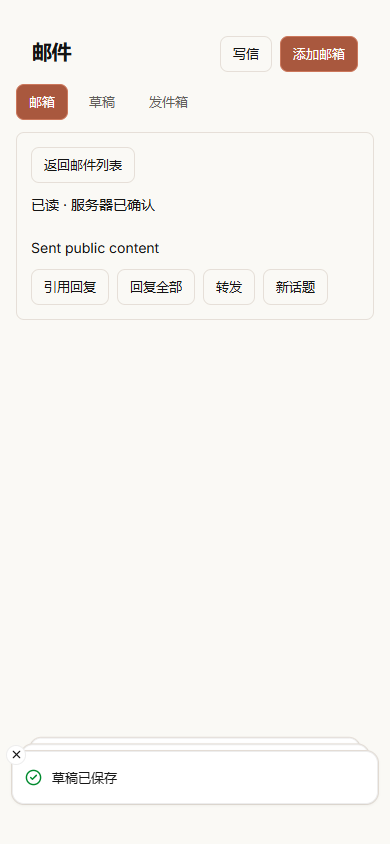 邮件
写信
添加邮箱
邮箱
草稿
发件箱
返回邮件列表
已读 · 服务器已确认
Sent public content
引用回复
回复全部
转发
新话题
草稿已保存